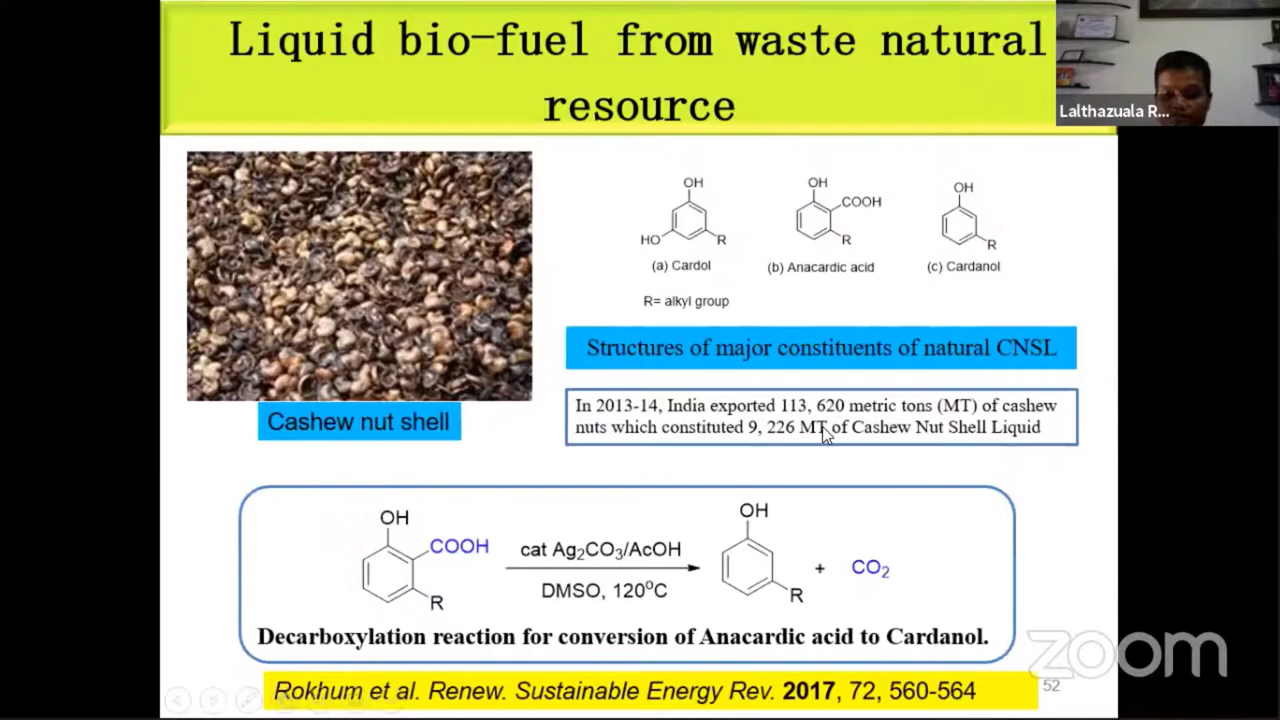 Liquid bio-fuel from waste natural
resource
Lalthazuala R...
OH
HO
R
(a) Cardol
OH
COOH
R
(b) Anacardic acid
OH
R
(c) Cardanol
R= alkyl group
Structures of major constituents of natural CNSL
Cashew nut shell
In 2013-14, India exported 113, 620 metric tons (MT) of cashew
nuts which constituted 9, 226 MT of Cashew Nut Shell Liquid
OH
COOH
R
cat Ag₂CO₃/AcOH
DMSO, 120⁰C
OH
R
+ CO₂
Decarboxylation reaction for conversion of Anacardic acid to Cardanol.
zoom
Rokhum et al. Renew. Sustainable Energy Rev. 2017, 72, 560-564
52